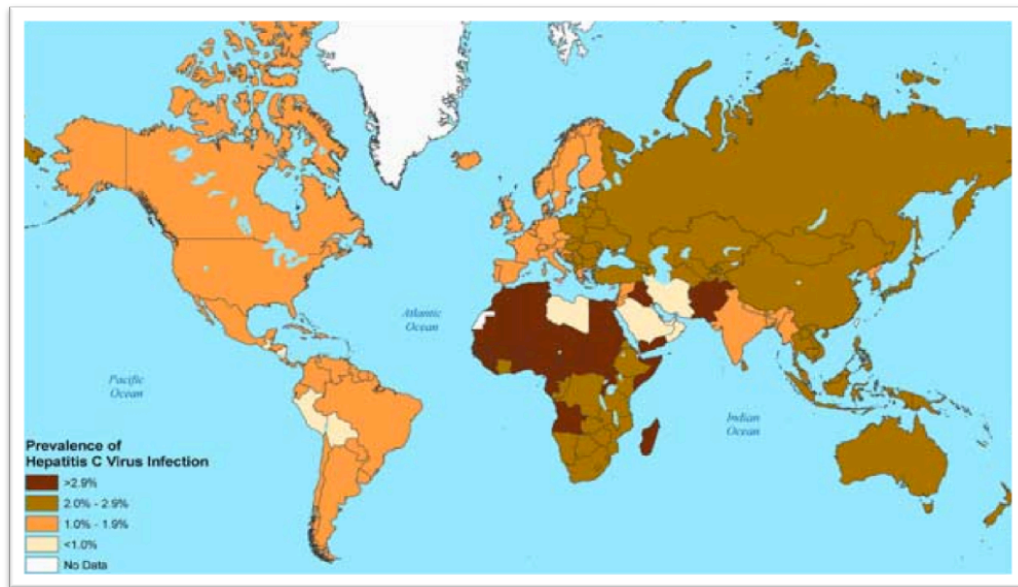 Atlantic
Ocean
Pacific
Ocean
Indian
Ocean
Prevalence of
Hepatitis C Virus Infection
>2.9%
2.0% - 2.9%
1.0% - 1.9%
<1.0%
No Data